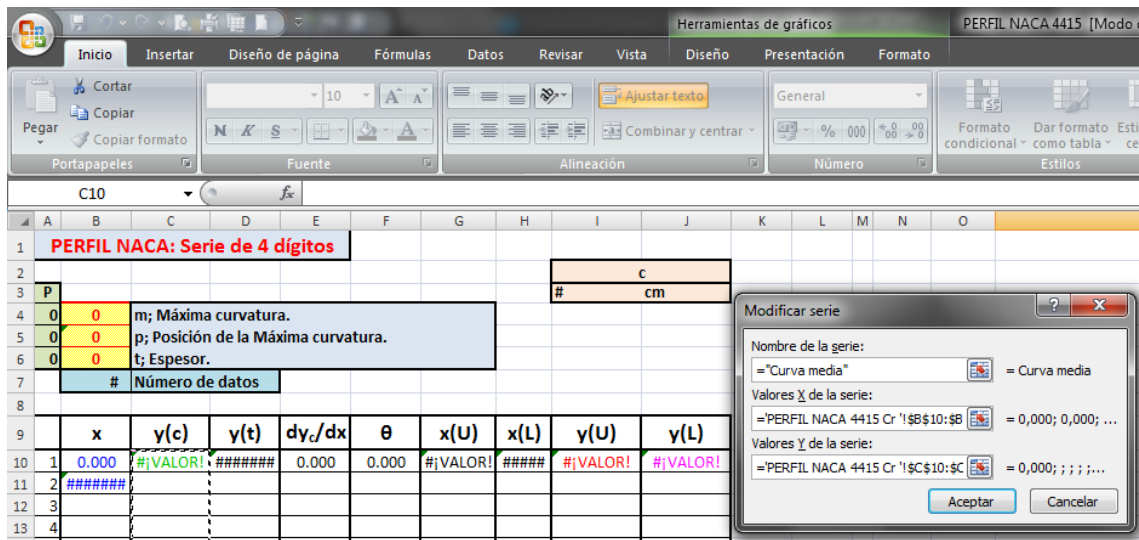 Herramientas de gráficos PERFIL NACA 4415 [Modo
Inicio Insertar Diseño de página Fórmulas Datos Revisar Vista Diseño Presentación Formato
Pegar
Cortar
Copiar
Copiar formato
Portapapeles
10
N K S
Fuente
Ajustar texto
Combinar y centrar
Alineación
General
% 000
Número
Formato condicional
Dar formato como tabla
Estilos
C10 fx
A B C D E F G H I J K L M N O
1 PERFIL NACA: Serie de 4 dígitos
2 c
3 P # cm
4 0 0 m; Máxima curvatura.
5 0 0 p; Posición de la Máxima curvatura.
6 0 0 t; Espesor.
7 # Número de datos
8
9 x y(c) y(t) dyc/dx θ x(U) x(L) y(U) y(L)
10 1 0.000 #¡VALOR! ####### 0.000 0.000 #¡VALOR! ##### #¡VALOR! #¡VALOR!
11 2 #######
12 3
13 4
Modificar serie
Nombre de la serie:
="Curva media" = Curva media
Valores X de la serie:
='PERFIL NACA 4415 Cr '!$B$10:$B = 0,000; 0,000; ...
Valores Y de la serie:
='PERFIL NACA 4415 Cr '!$C$10:$C = 0,000; ; ; ; ;...
Aceptar Cancelar